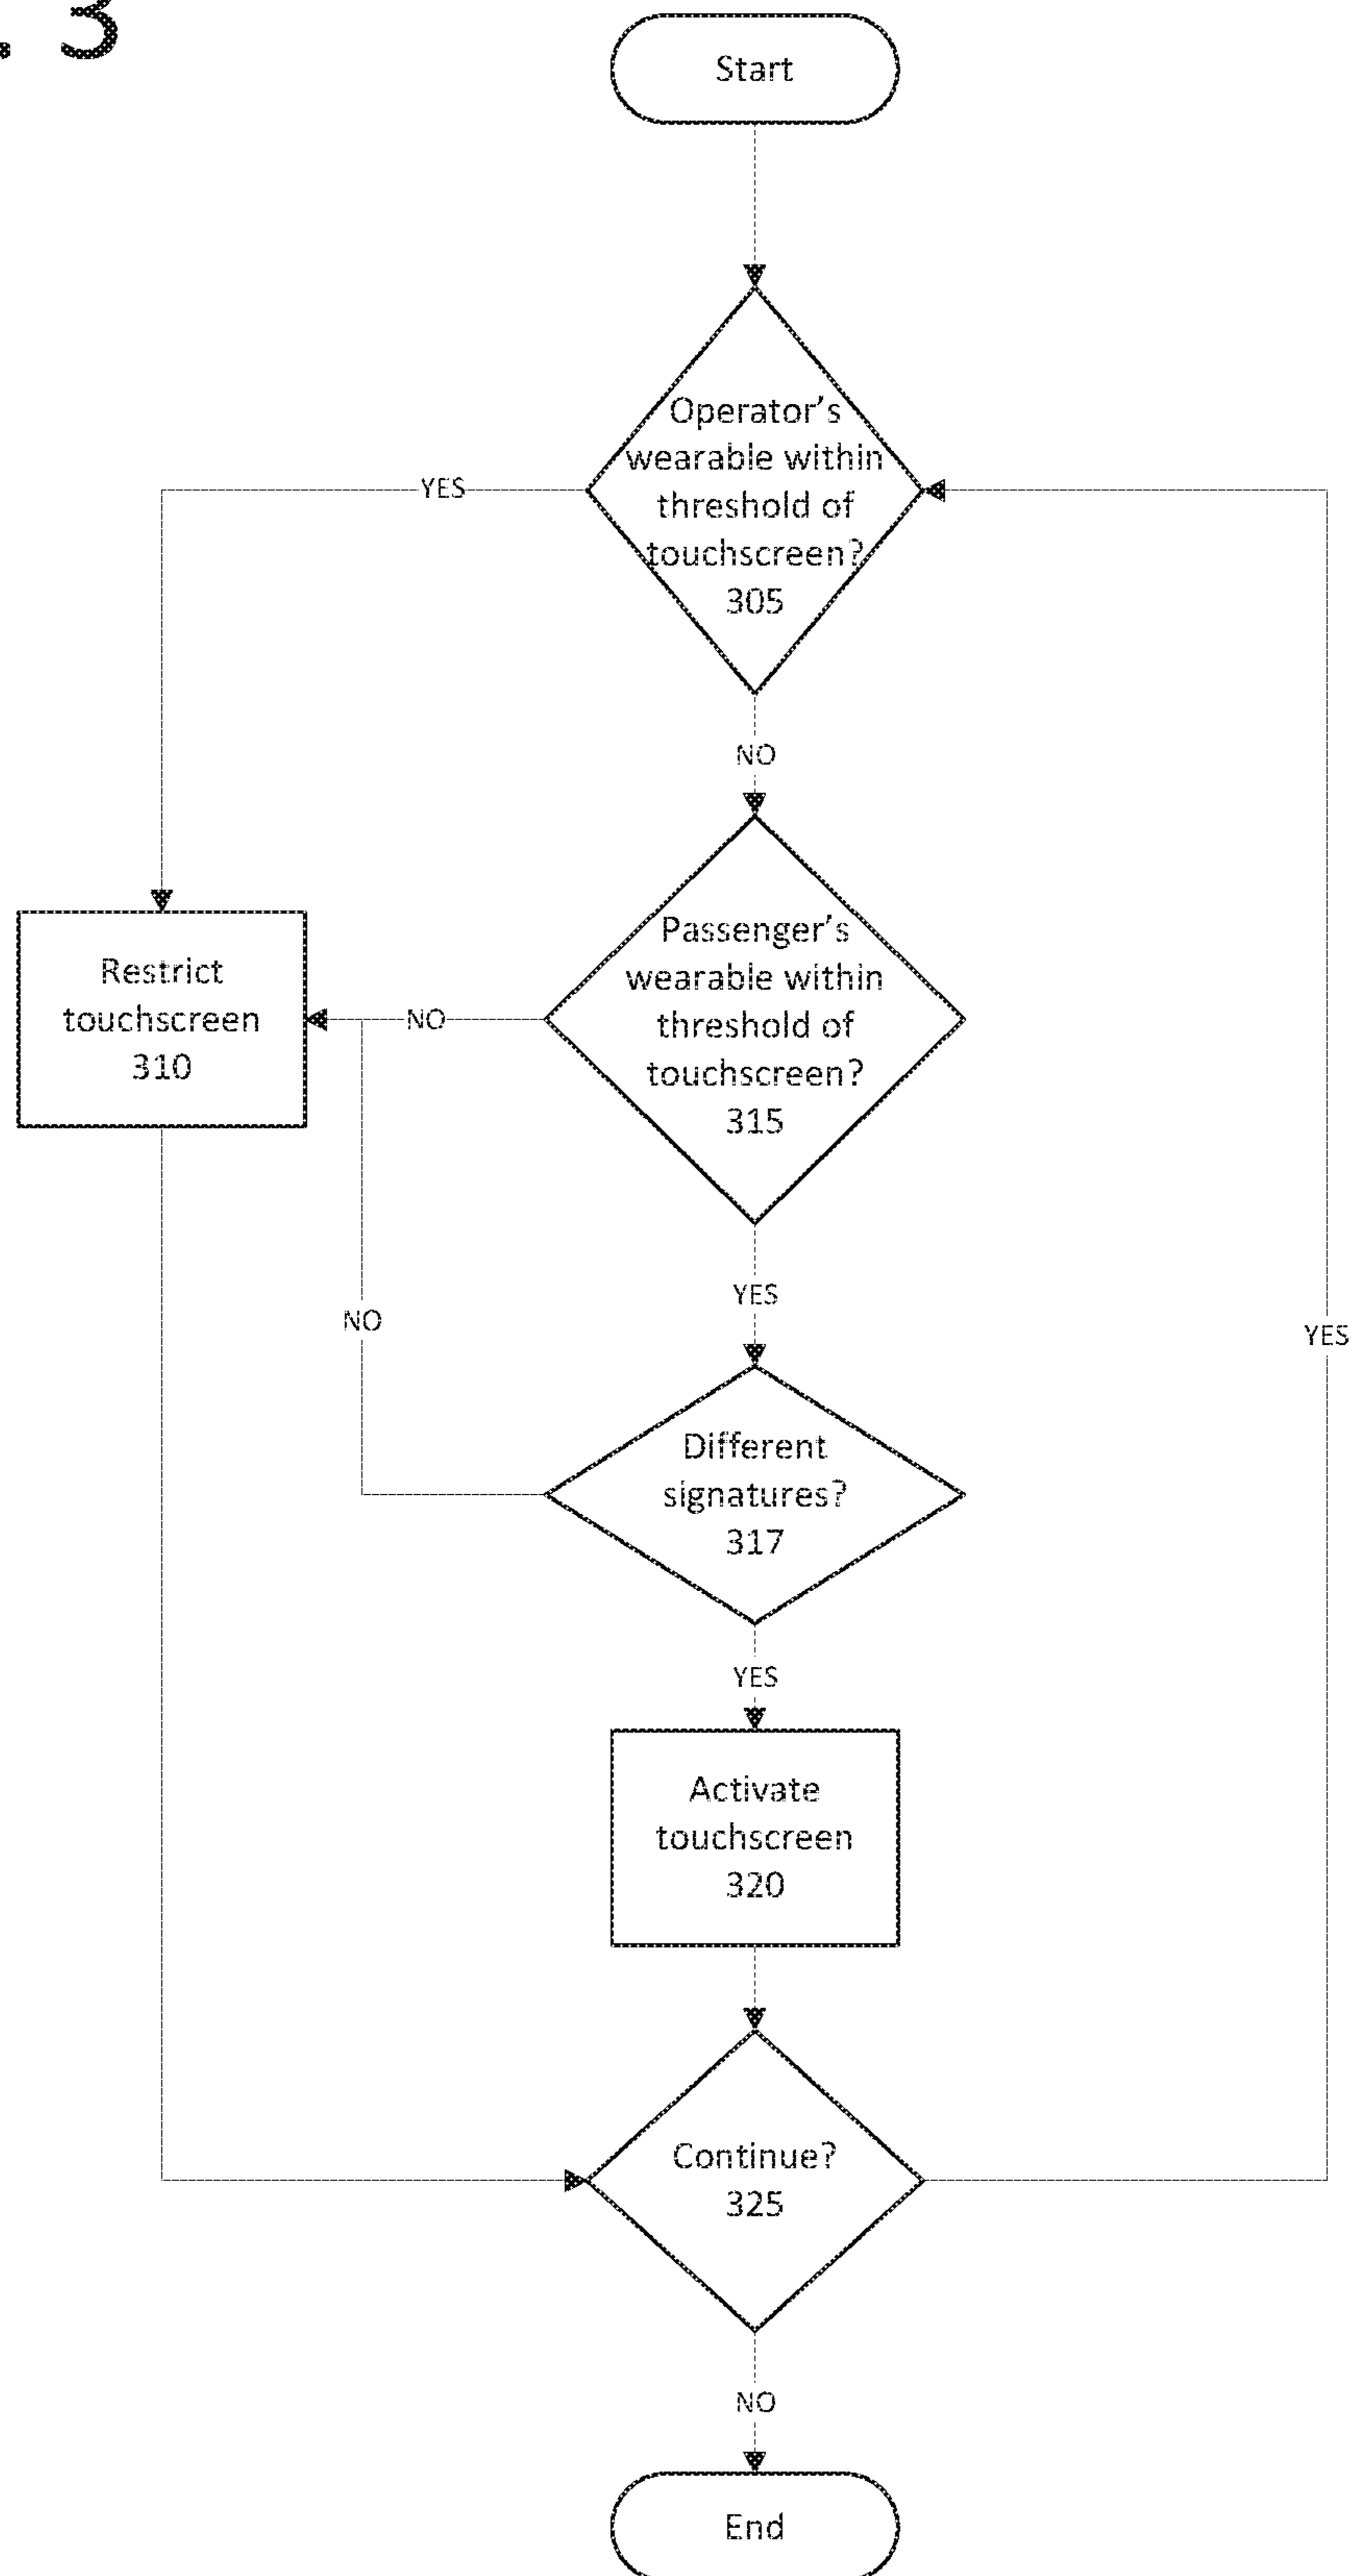 . 3
Start
Operator's
wearable within
threshold of
touchscreen?
305
YES
NO
Restrict
touchscreen
310
NO
Passenger's
wearable within
threshold of
touchscreen?
315
YES
NO
YES
Different
signatures?
317
YES
Activate
touchscreen
320
Continue?
325
NO
End